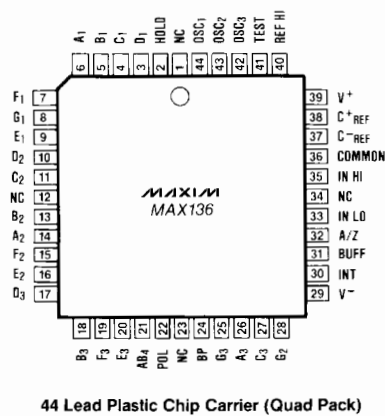 A1 B1 C1 D1 HOLD NC OSC1 OSC2 OSC3 TEST REF HI
6 5 4 3 2 1 44 43 42 41 40
F1 7
G1 8
E1 9
D2 10
C2 11
NC 12
B2 13
A2 14
F2 15
E2 16
D3 17
MAXIM
MAX136
39 V+
38 C+REF
37 C-REF
36 COMMON
35 IN HI
34 NC
33 IN LO
32 A/Z
31 BUFF
30 INT
29 V-
18 19 20 21 22 23 24 25 26 27 28
B3 F3 E3 AB4 POL NC BP G3 A3 C3 G2
44 Lead Plastic Chip Carrier (Quad Pack)